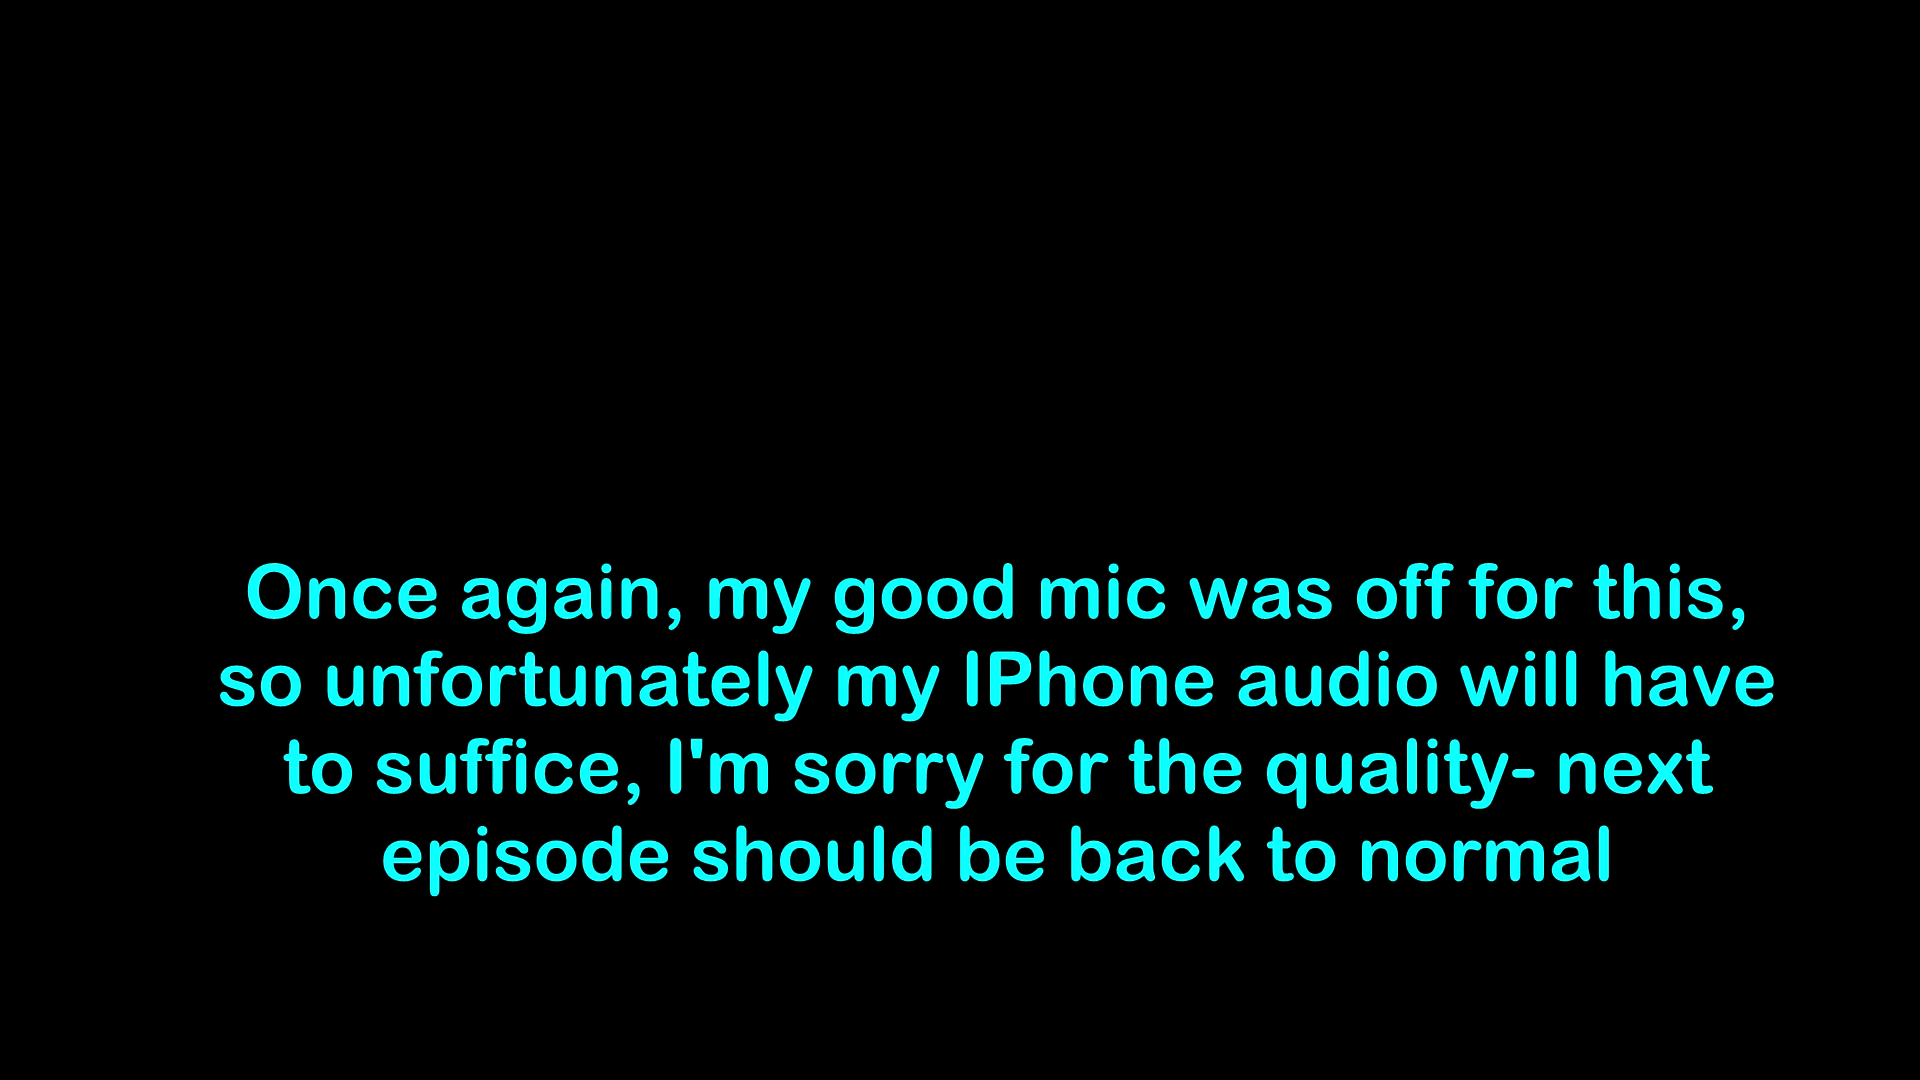 Once again, my good mic was off for this,
so unfortunately my IPhone audio will have
to suffice, I'm sorry for the quality- next
episode should be back to normal